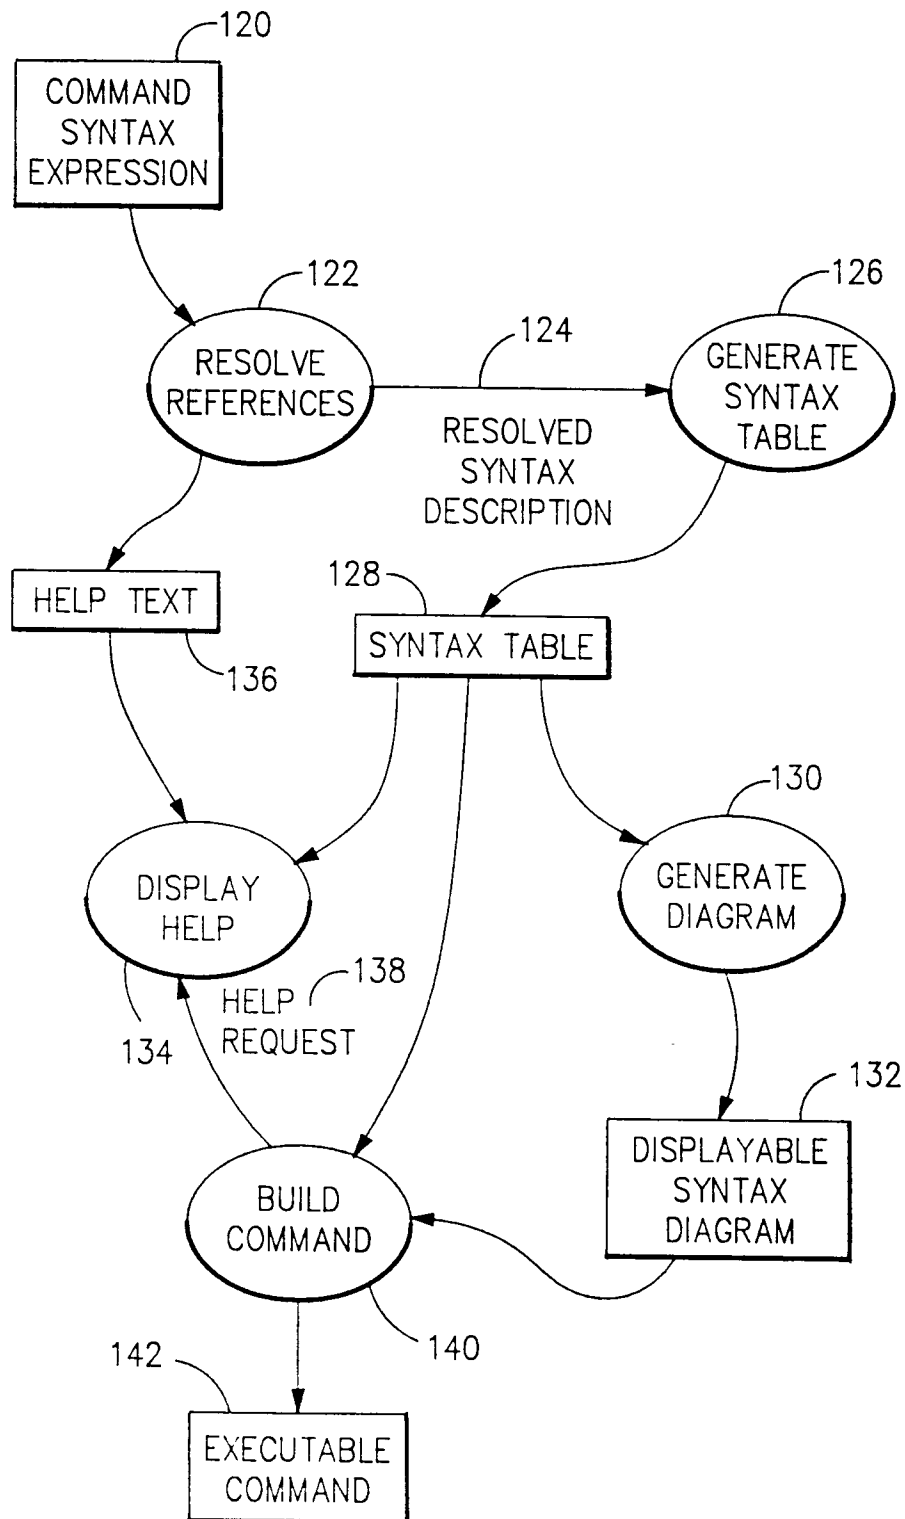 120
COMMAND
SYNTAX
EXPRESSION
122
RESOLVE
REFERENCES
124
RESOLVED
SYNTAX
DESCRIPTION
126
GENERATE
SYNTAX
TABLE
HELP TEXT
136
128
SYNTAX TABLE
130
GENERATE
DIAGRAM
DISPLAY
HELP
134
HELP
REQUEST
138
132
DISPLAYABLE
SYNTAX
DIAGRAM
BUILD
COMMAND
140
142
EXECUTABLE
COMMAND